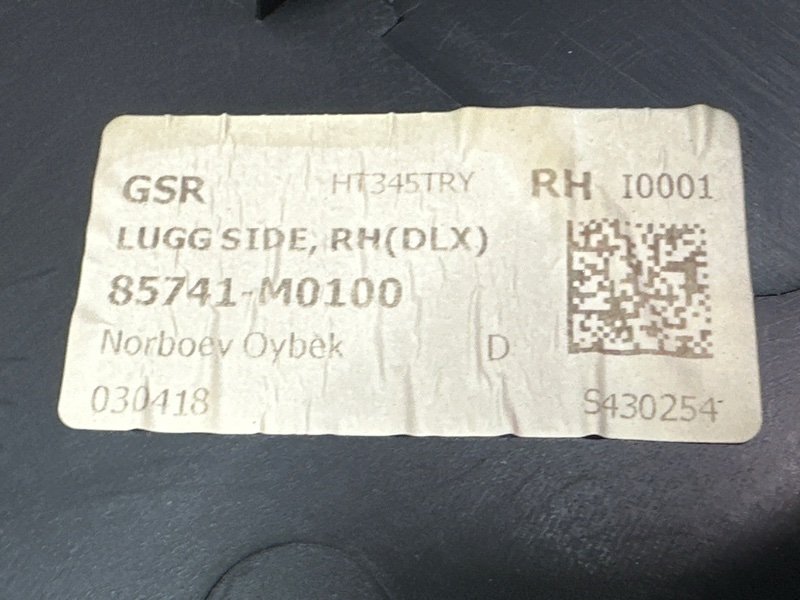 GSR HT345TRY RH I0001
LUGG SIDE, RH(DLX)
85741-M0100
Norboev Oybek D
030418 S430254